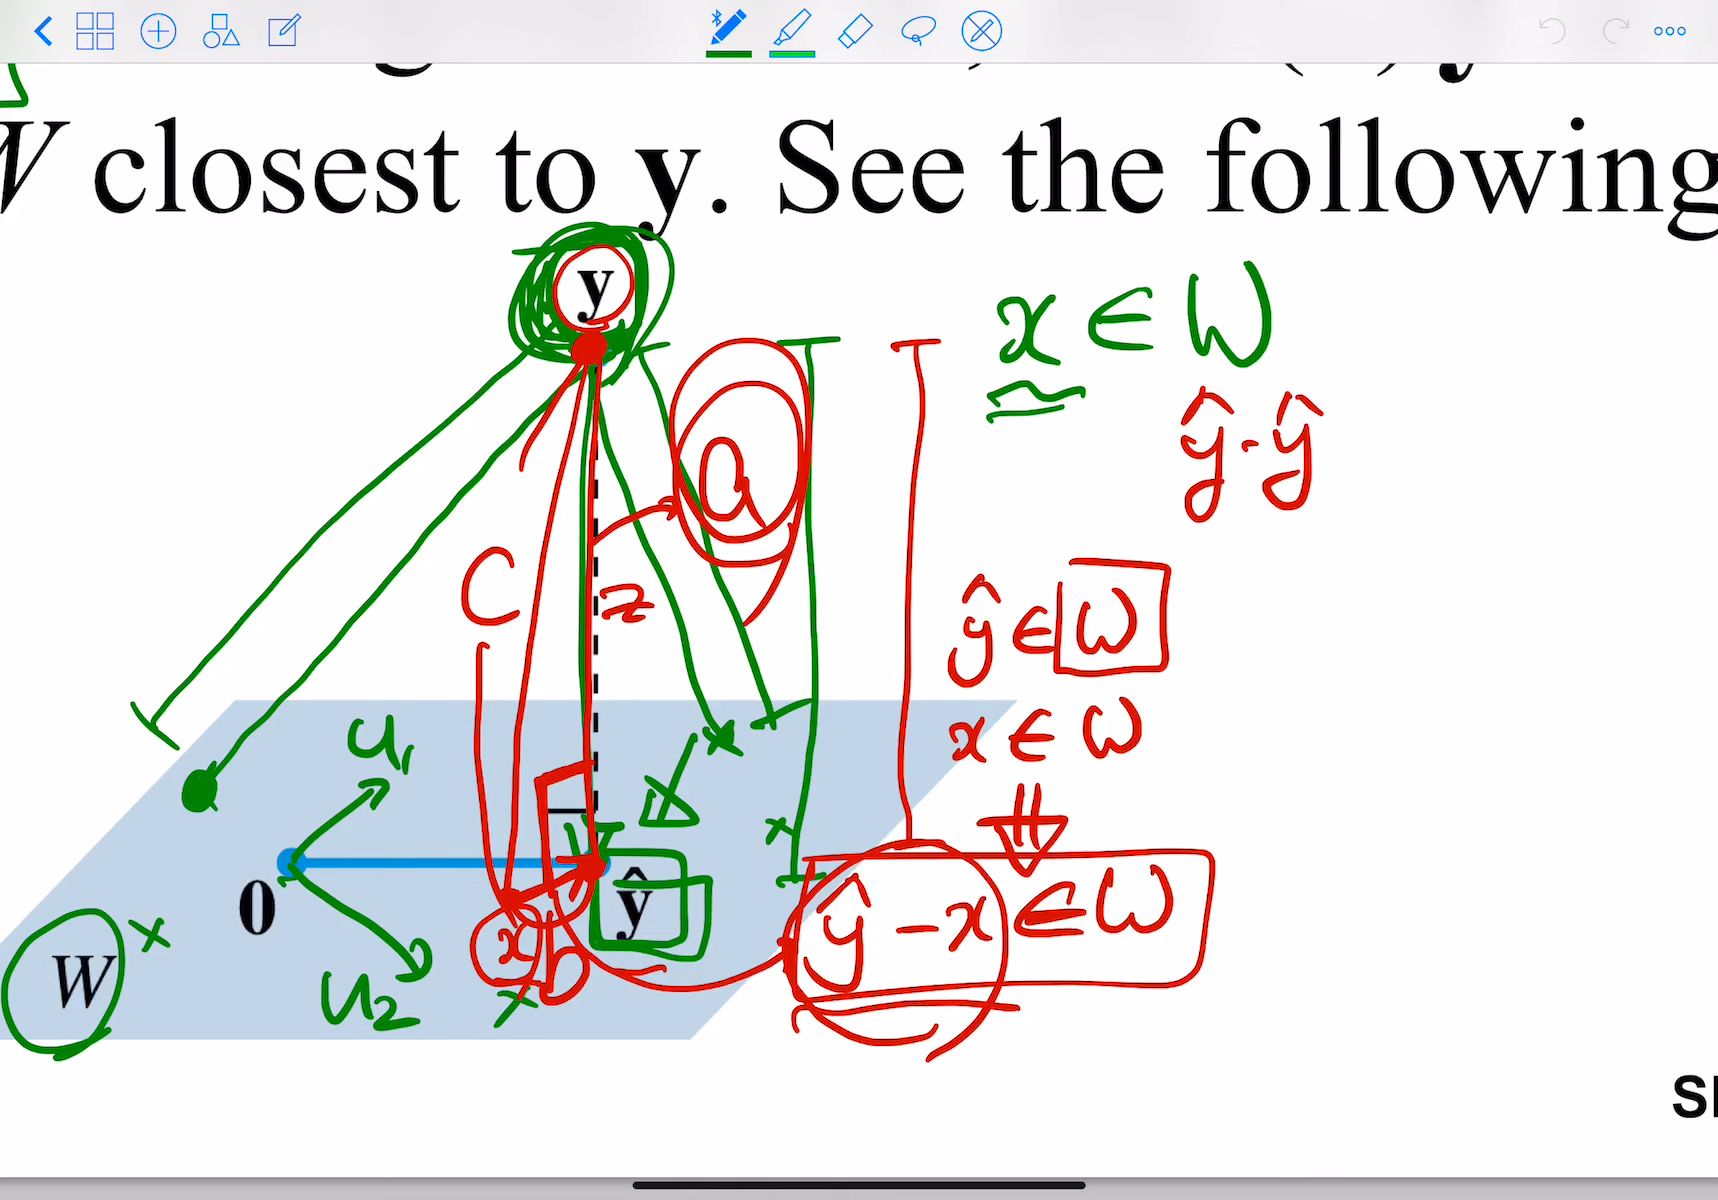 W closest to y. See the following
y
x ∈ W
ŷ - ŷ
a
C
z
ŷ ∈ W
x ∈ W
u₁
x
0
ŷ
ŷ - x ∈ W
W
x
x
b
u₂
x